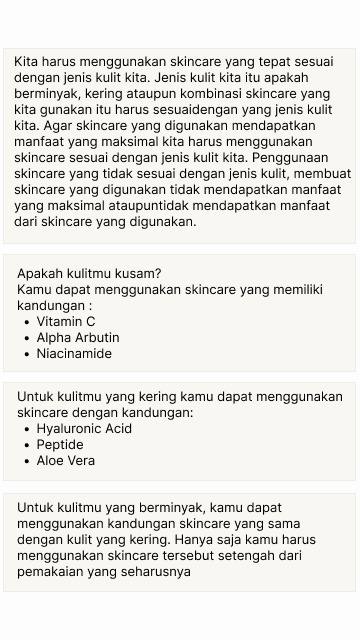 Kita harus menggunakan skincare yang tepat sesuai
dengan jenis kulit kita. Jenis kulit kita itu apakah
berminyak, kering ataupun kombinasi skincare yang
kita gunakan itu harus sesuaidengan yang jenis kulit
kita. Agar skincare yang digunakan mendapatkan
manfaat yang maksimal kita harus menggunakan
skincare sesuai dengan jenis kulit kita. Penggunaan
skincare yang tidak sesuai dengan jenis kulit, membuat
skincare yang digunakan tidak mendapatkan manfaat
yang maksimal ataupuntidak mendapatkan manfaat
dari skincare yang digunakan.
Apakah kulitmu kusam?
Kamu dapat menggunakan skincare yang memiliki
kandungan :
• Vitamin C
• Alpha Arbutin
• Niacinamide
Untuk kulitmu yang kering kamu dapat menggunakan
skincare dengan kandungan:
• Hyaluronic Acid
• Peptide
• Aloe Vera
Untuk kulitmu yang berminyak, kamu dapat
menggunakan kandungan skincare yang sama
dengan kulit yang kering. Hanya saja kamu harus
menggunakan skincare tersebut setengah dari
pemakaian yang seharusnya